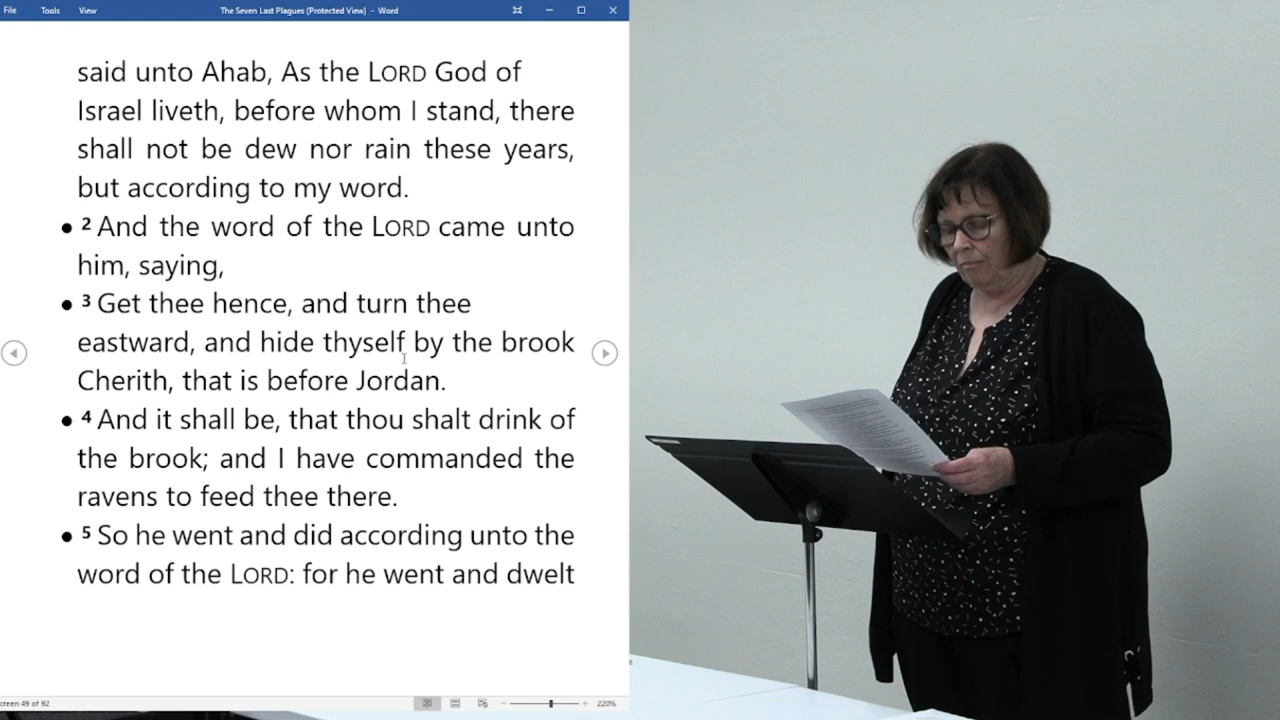 File Tools View The Seven Last Plagues (Protected View) - Word
said unto Ahab, As the LORD God of
Israel liveth, before whom I stand, there
shall not be dew nor rain these years,
but according to my word.
● 2 And the word of the LORD came unto
him, saying,
● 3 Get thee hence, and turn thee
eastward, and hide thyself by the brook
Cherith, that is before Jordan.
● 4 And it shall be, that thou shalt drink of
the brook; and I have commanded the
ravens to feed thee there.
● 5 So he went and did according unto the
word of the LORD: for he went and dwelt
creen 49 of 92 220%